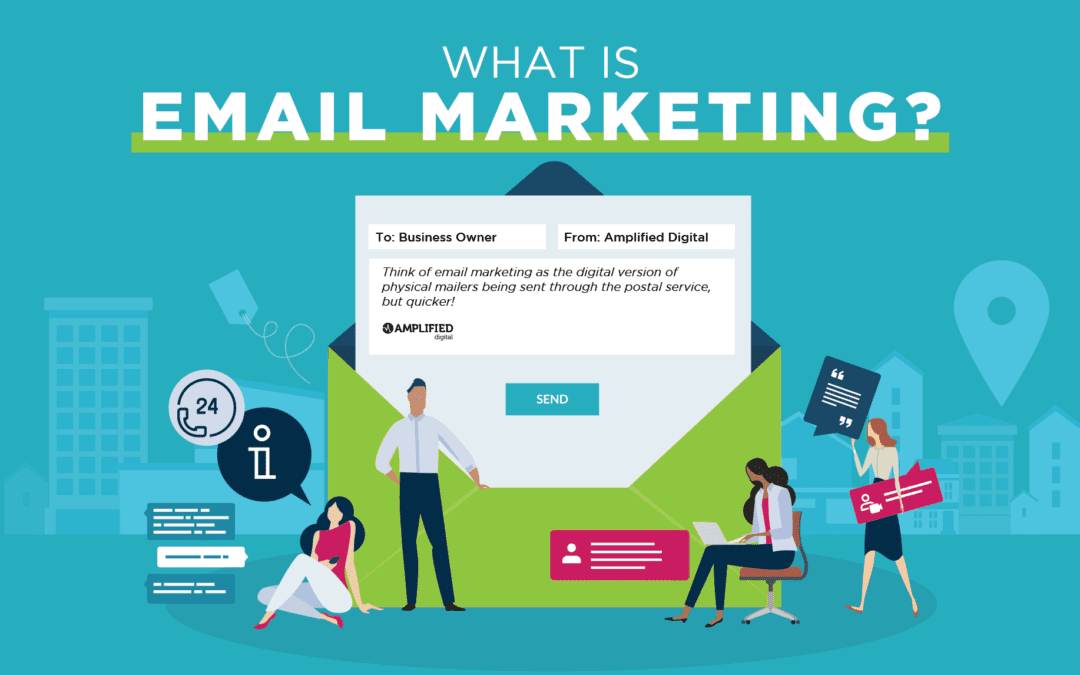 WHAT IS
EMAIL MARKETING?
To: Business Owner
From: Amplified Digital
Think of email marketing as the digital version of
physical mailers being sent through the postal service,
but quicker!
AMPLIFIED
digital
SEND
24
i